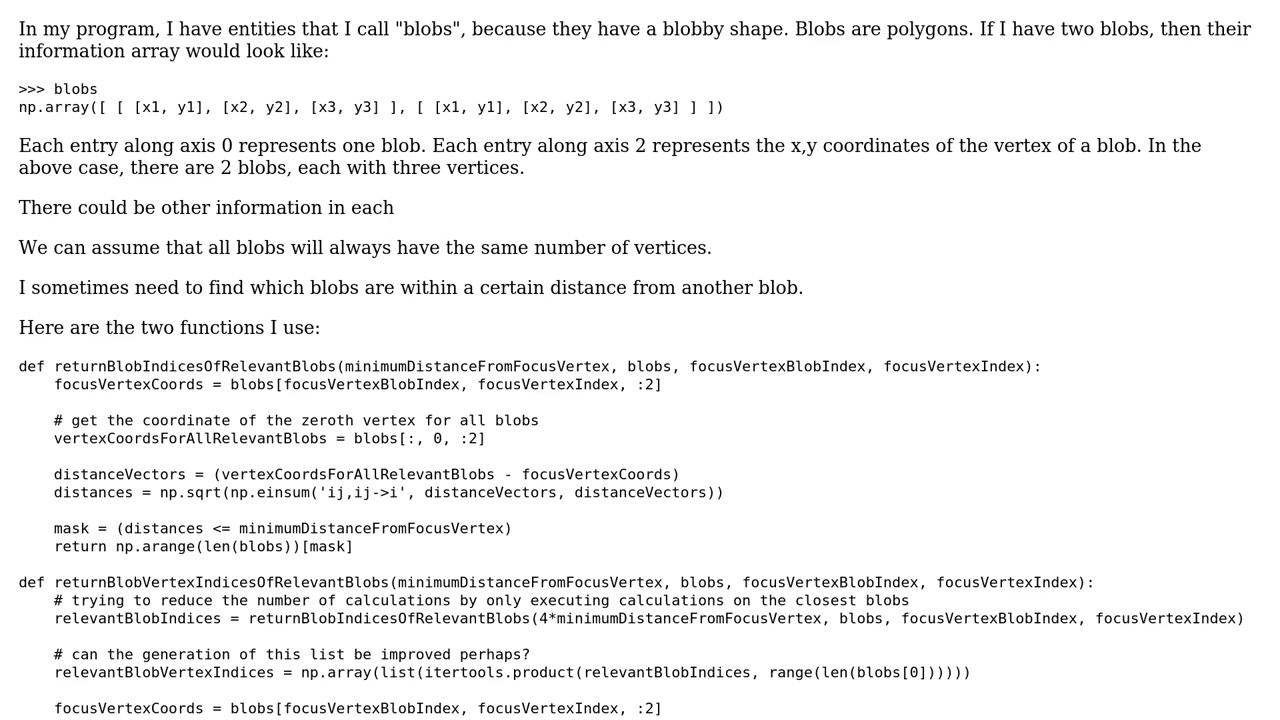 In my program, I have entities that I call "blobs", because they have a blobby shape. Blobs are polygons. If I have two blobs, then their
information array would look like:
>>> blobs
np.array([ [ [x1, y1], [x2, y2], [x3, y3] ], [ [x1, y1], [x2, y2], [x3, y3] ] ])
Each entry along axis 0 represents one blob. Each entry along axis 2 represents the x,y coordinates of the vertex of a blob. In the
above case, there are 2 blobs, each with three vertices.
There could be other information in each
We can assume that all blobs will always have the same number of vertices.
I sometimes need to find which blobs are within a certain distance from another blob.
Here are the two functions I use:
def returnBlobIndicesOfRelevantBlobs(minimumDistanceFromFocusVertex, blobs, focusVertexBlobIndex, focusVertexIndex):
    focusVertexCoords = blobs[focusVertexBlobIndex, focusVertexIndex, :2]
    # get the coordinate of the zeroth vertex for all blobs
    vertexCoordsForAllRelevantBlobs = blobs[:, 0, :2]
    distanceVectors = (vertexCoordsForAllRelevantBlobs - focusVertexCoords)
    distances = np.sqrt(np.einsum('ij,ij->i', distanceVectors, distanceVectors))
    mask = (distances <= minimumDistanceFromFocusVertex)
    return np.arange(len(blobs))[mask]
def returnBlobVertexIndicesOfRelevantBlobs(minimumDistanceFromFocusVertex, blobs, focusVertexBlobIndex, focusVertexIndex):
    # trying to reduce the number of calculations by only executing calculations on the closest blobs
    relevantBlobIndices = returnBlobIndicesOfRelevantBlobs(4*minimumDistanceFromFocusVertex, blobs, focusVertexBlobIndex, focusVertexIndex)
    # can the generation of this list be improved perhaps?
    relevantBlobVertexIndices = np.array(list(itertools.product(relevantBlobIndices, range(len(blobs[0]))))))
    focusVertexCoords = blobs[focusVertexBlobIndex, focusVertexIndex, :2]